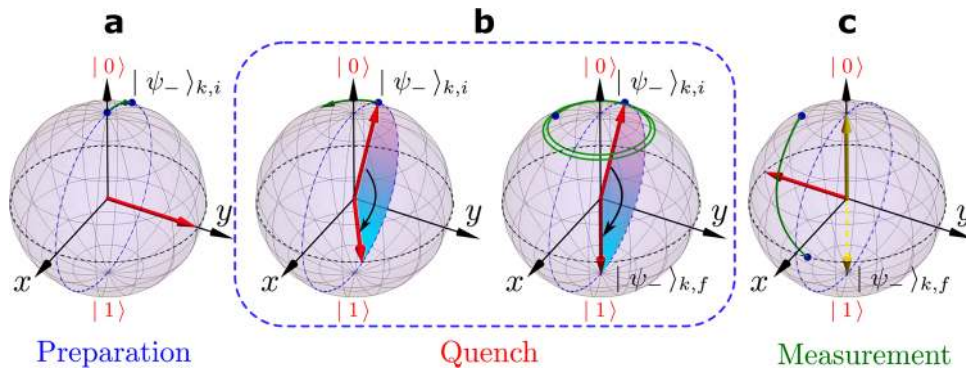 a
b
c
| 0⟩
| ψ₋ ⟩ₖ,ᵢ
y
x
| 1⟩
Preparation
| 0⟩
| ψ₋ ⟩ₖ,ᵢ
y
x
| 1⟩
| 0⟩
| ψ₋ ⟩ₖ,ᵢ
y
x
| ψ₋ ⟩k,f
| 1⟩
Quench
| 0⟩
y
x
| ψ₋ ⟩k,f
| 1⟩
Measurement